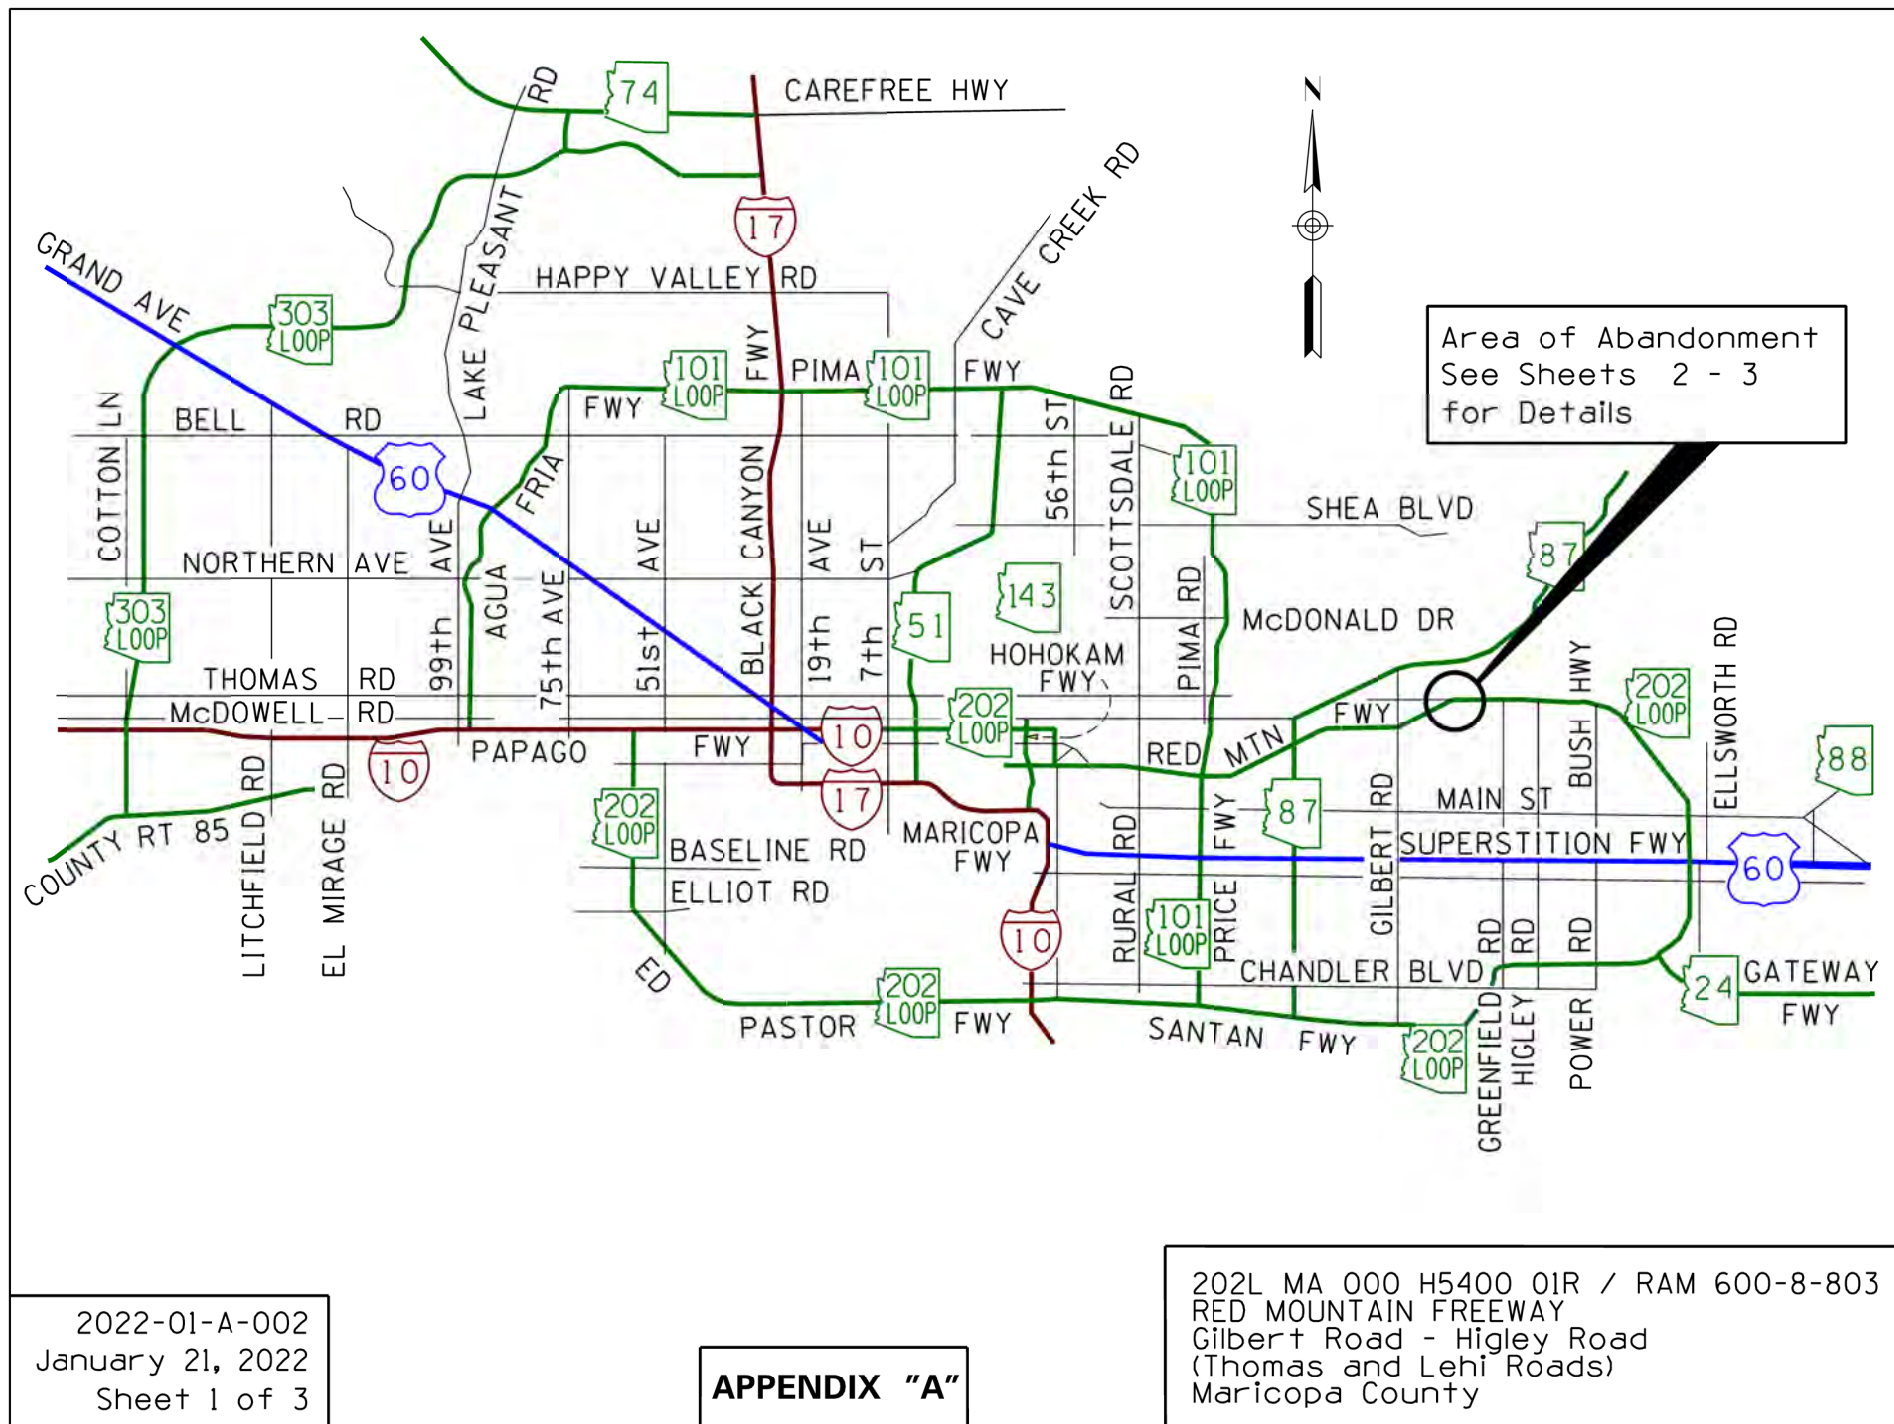 74
CAREFREE HWY
N
LAKE PLEASANT RD
17
CAVE CREEK RD
GRAND AVE
HAPPY VALLEY RD
303
LOOP
Area of Abandonment
See Sheets 2 - 3
for Details
101
LOOP
PIMA
101
LOOP
FWY
FWY
BELL RD
COTTON LN
60
AGUA FRIA
BLACK CANYON FWY
56th ST
SCOTTSDALE RD
101
LOOP
SHEA BLVD
NORTHERN AVE
99th AVE
75th AVE
51st AVE
19th AVE
7th ST
87
303
LOOP
51
143
PIMA RD
McDONALD DR
HOHOKAM
FWY
THOMAS RD
McDOWELL RD
BUSH HWY
202
LOOP
ELLSWORTH RD
202
LOOP
10
PAPAGO FWY
10
RED MTN FWY
88
LITCHFIELD RD
EL MIRAGE RD
17
202
LOOP
87
MAIN ST
COUNTY RT 85
BASELINE RD
MARICOPA
FWY
SUPERSTITION FWY
60
ELLIOT RD
RURAL RD
PRICE FWY
GILBERT RD
10
101
LOOP
CHANDLER BLVD
24
GATEWAY
FWY
ED
PASTOR
202
LOOP
FWY
SANTAN FWY
202
LOOP
GREENFIELD RD
HIGLEY RD
POWER RD
2022-01-A-002
January 21, 2022
Sheet 1 of 3
APPENDIX "A"
202L MA 000 H5400 01R / RAM 600-8-803
RED MOUNTAIN FREEWAY
Gilbert Road - Higley Road
(Thomas and Lehi Roads)
Maricopa County